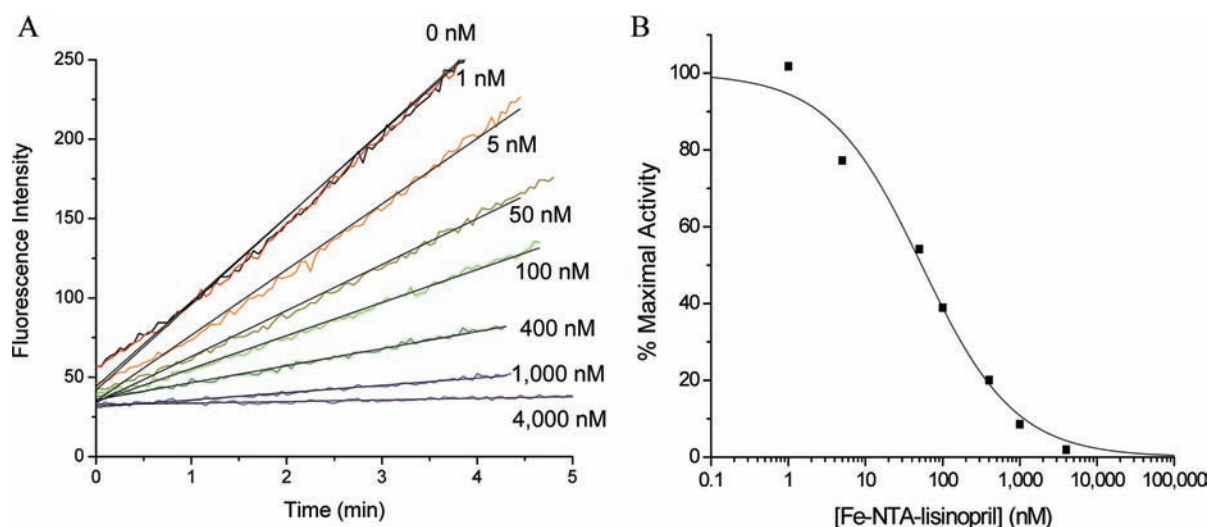 A
Fluorescence Intensity
250
200
150
100
50
0
0 nM
1 nM
5 nM
50 nM
100 nM
400 nM
1,000 nM
4,000 nM
0 1 2 3 4 5
Time (min)
B
% Maximal Activity
100
80
60
40
20
0
0.1 1 10 100 1,000 10,000 100,000
[Fe-NTA-lisinopril] (nM)